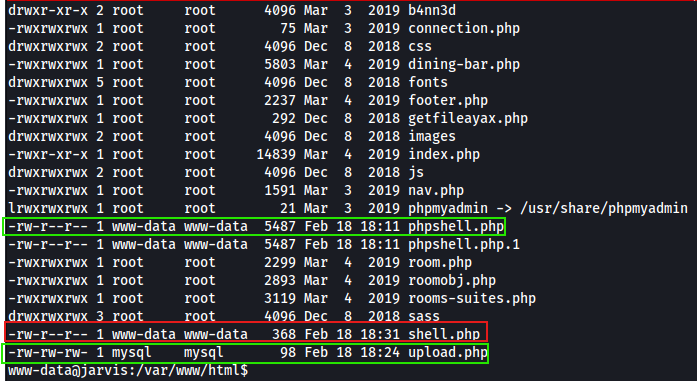 drwxr-xr-x 2 root     root      4096 Mar  3  2019 b4nn3d
-rwxrwxrwx 1 root     root        75 Mar  3  2019 connection.php
drwxrwxrwx 2 root     root      4096 Dec  8  2018 css
-rwxrwxrwx 1 root     root      5803 Mar  4  2019 dining-bar.php
drwxrwxrwx 5 root     root      4096 Dec  8  2018 fonts
-rwxrwxrwx 1 root     root      2237 Mar  4  2019 footer.php
-rwxrwxrwx 1 root     root       292 Dec  8  2018 getfileayax.php
drwxrwxrwx 2 root     root      4096 Dec  8  2018 images
-rwxr-xr-x 1 root     root     14839 Mar  4  2019 index.php
drwxrwxrwx 2 root     root      4096 Dec  8  2018 js
-rwxrwxrwx 1 root     root      1591 Mar  3  2019 nav.php
lrwxrwxrwx 1 root     root        21 Mar  3  2019 phpmyadmin -> /usr/share/phpmyadmin
-rw-r--r-- 1 www-data www-data  5487 Feb 18 18:11 phpshell.php
-rw-r--r-- 1 www-data www-data  5487 Feb 18 18:11 phpshell.php.1
-rwxrwxrwx 1 root     root      2299 Mar  4  2019 room.php
-rwxrwxrwx 1 root     root      2893 Mar  4  2019 roomobj.php
-rwxrwxrwx 1 root     root      3119 Mar  4  2019 rooms-suites.php
drwxrwxrwx 3 root     root      4096 Dec  8  2018 sass
-rw-r--r-- 1 www-data www-data   368 Feb 18 18:31 shell.php
-rw-rw-rw- 1 mysql    mysql       98 Feb 18 18:24 upload.php
www-data@jarvis:/var/www/html$